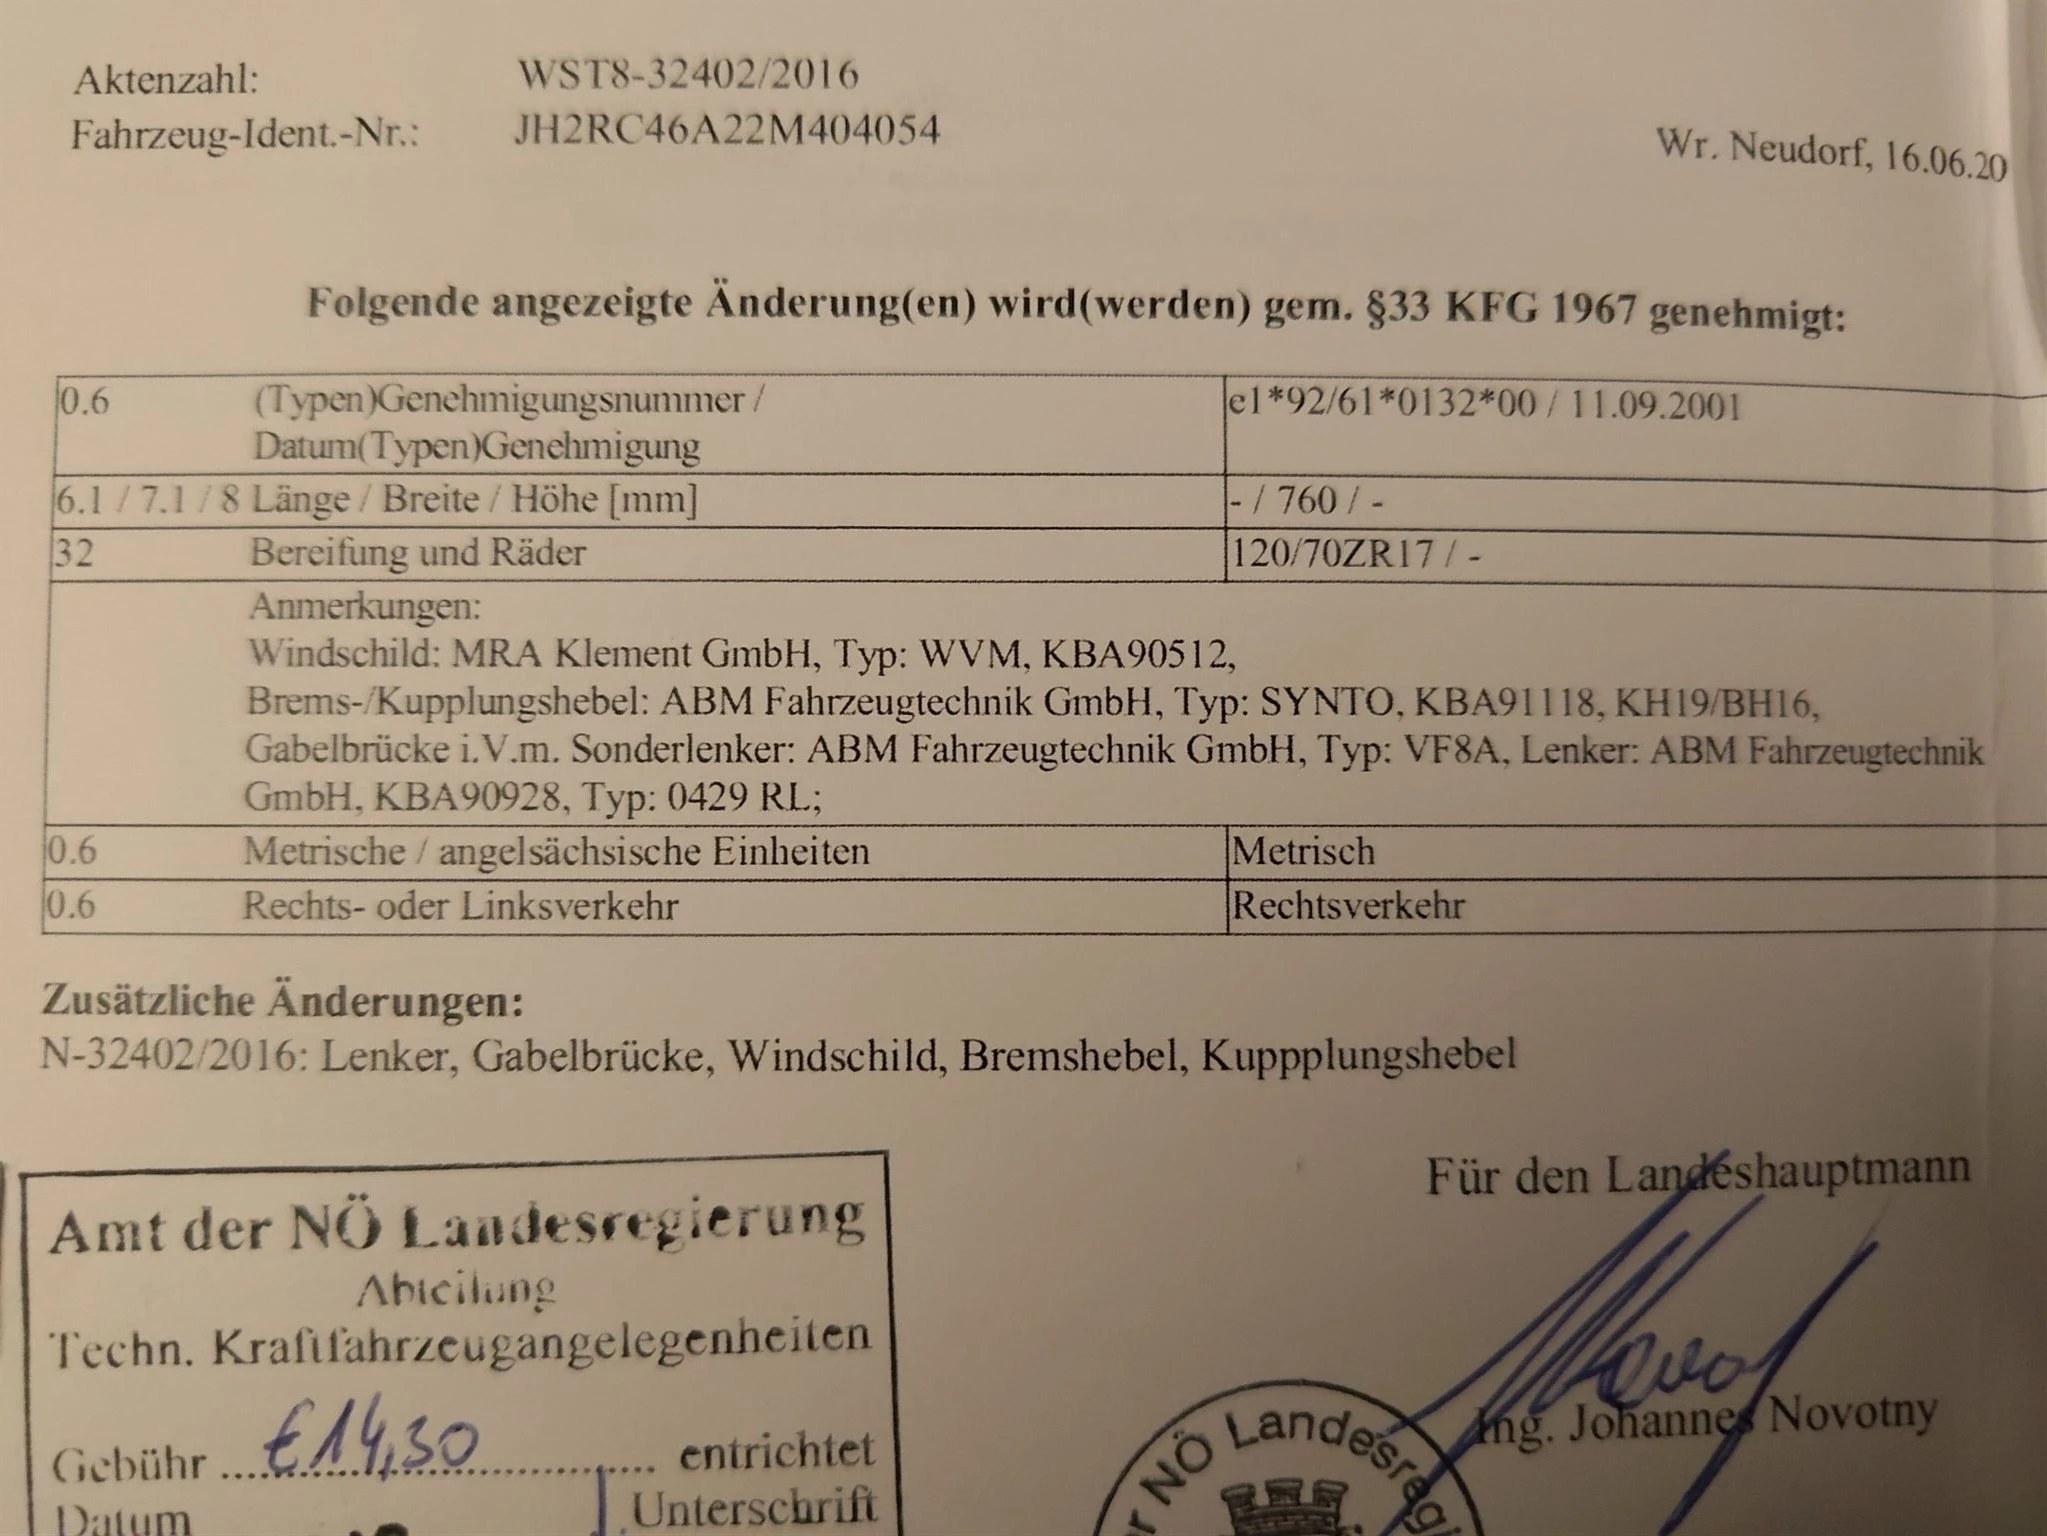 Aktenzahl: WST8-32402/2016
Fahrzeug-Ident.-Nr.: JH2RC46A22M404054
Wr. Neudorf, 16.06.20
Folgende angezeigte Änderung(en) wird(werden) gem. §33 KFG 1967 genehmigt:
0.6 (Typen)Genehmigungsnummer / e1*92/61*0132*00 / 11.09.2001
Datum(Typen)Genehmigung
6.1 / 7.1 / 8 Länge / Breite / Höhe [mm] - / 760 / -
32 Bereifung und Räder 120/70ZR17 / -
Anmerkungen:
Windschild: MRA Klement GmbH, Typ: WVM, KBA90512,
Brems-/Kupplungshebel: ABM Fahrzeugtechnik GmbH, Typ: SYNTO, KBA91118, KH19/BH16,
Gabelbrücke i.V.m. Sonderlenker: ABM Fahrzeugtechnik GmbH, Typ: VF8A, Lenker: ABM Fahrzeugtechnik
GmbH, KBA90928, Typ: 0429 RL;
0.6 Metrische / angelsächsische Einheiten Metrisch
0.6 Rechts- oder Linksverkehr Rechtsverkehr
Zusätzliche Änderungen:
N-32402/2016: Lenker, Gabelbrücke, Windschild, Bremshebel, Kuppplungshebel
Für den Landeshauptmann
Amt der NÖ Landesregierung
Abteilung
Techn. Kraftfahrzeugangelegenheiten
Gebühr €14,30 entrichtet
Datum Unterschrift
Ing. Johannes Novotny
NÖ Landesregi